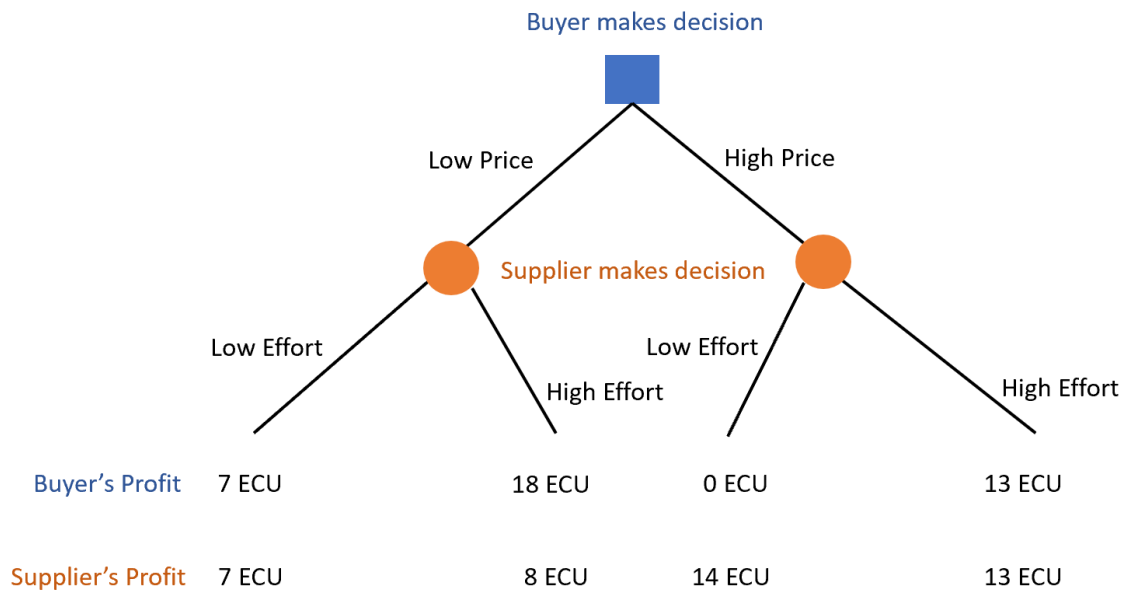 Buyer makes decision
Low Price
High Price
Supplier makes decision
Low Effort
Low Effort
High Effort
High Effort
Buyer's Profit 7 ECU 18 ECU 0 ECU 13 ECU
Supplier's Profit 7 ECU 8 ECU 14 ECU 13 ECU